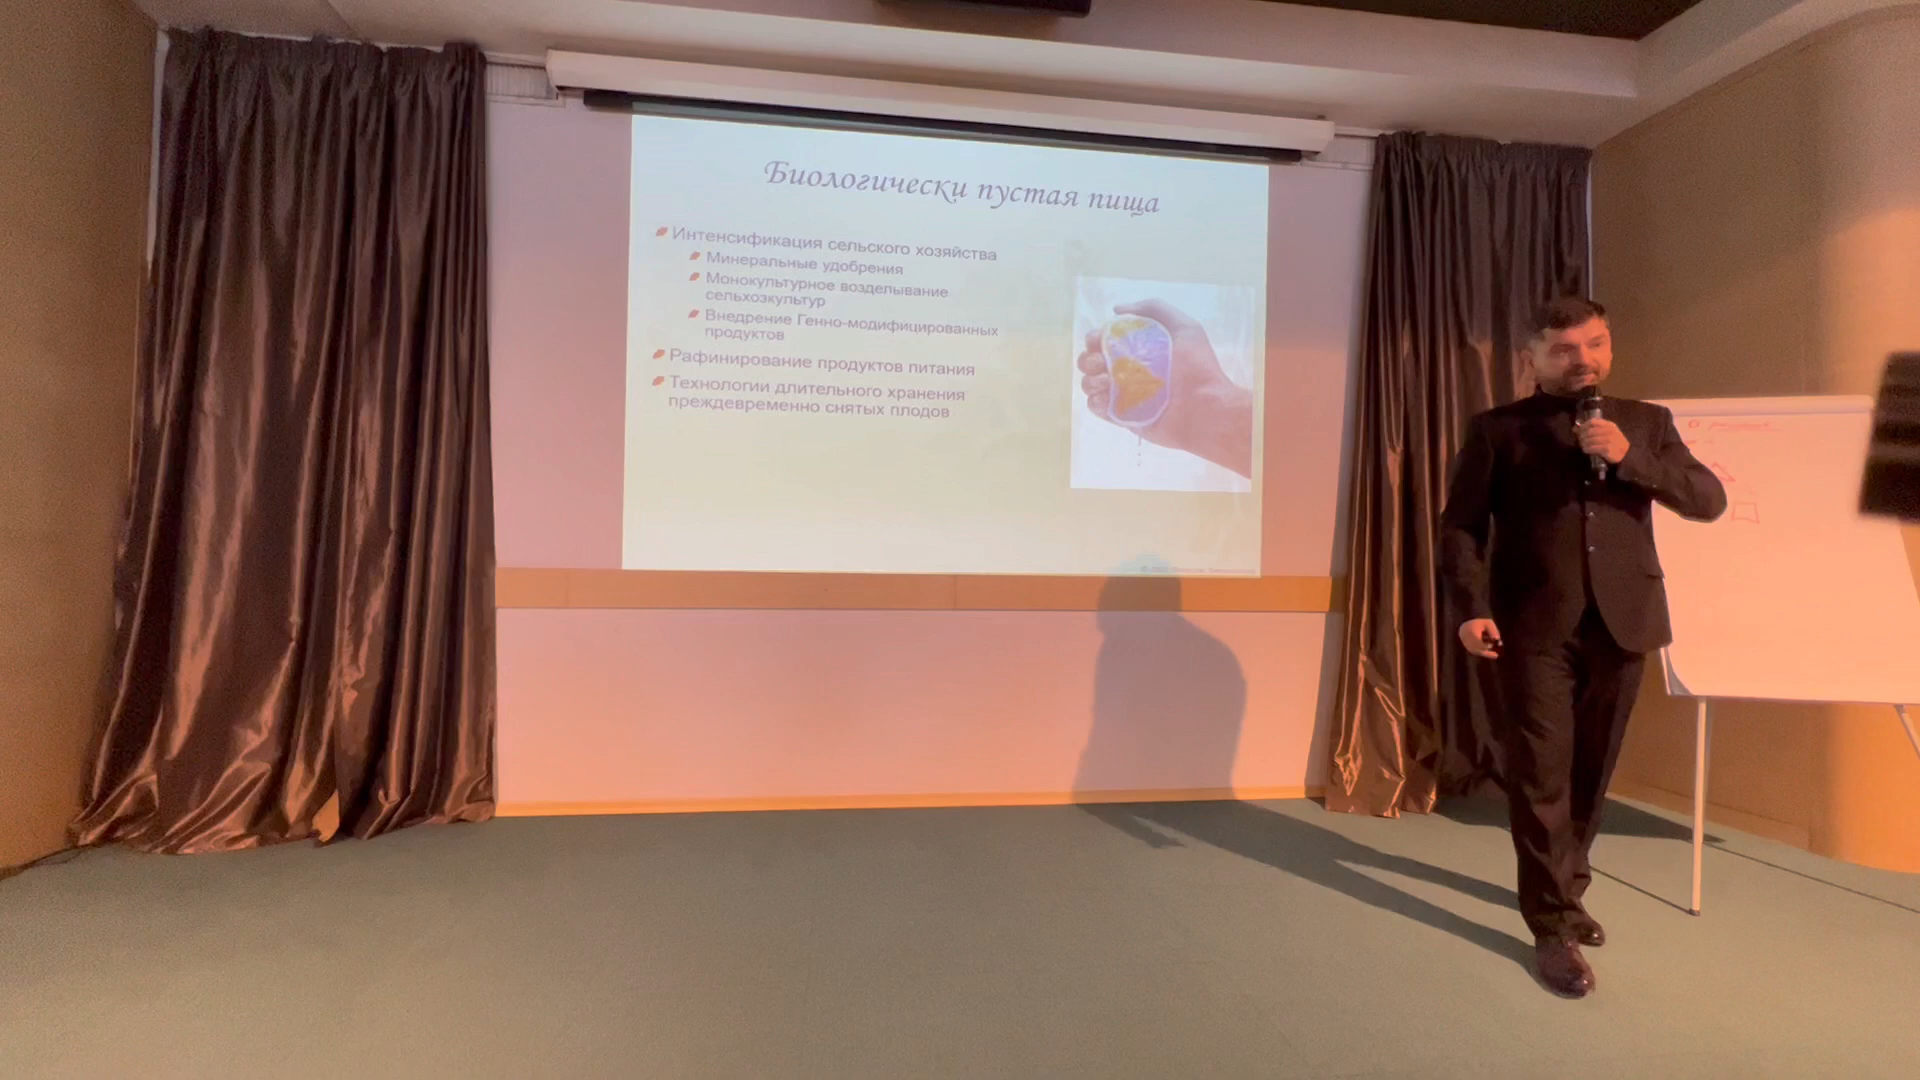 Биологически пустая пища
Интенсификация сельского хозяйства
Минеральные удобрения
Монокультурное возделывание
сельхозкультур
Внедрение Генно-модифицированных
продуктов
Рафинирование продуктов питания
Технологии длительного хранения
преждевременно снятых плодов